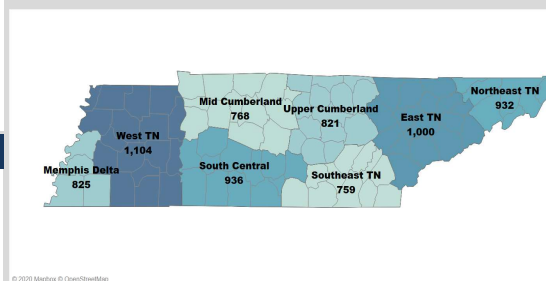 Northeast TN
932
Mid Cumberland
768
Upper Cumberland
821
East TN
1,000
West TN
1,104
Memphis Delta
825
South Central
936
Southeast TN
759
© 2020 Mapbox © OpenStreetMap